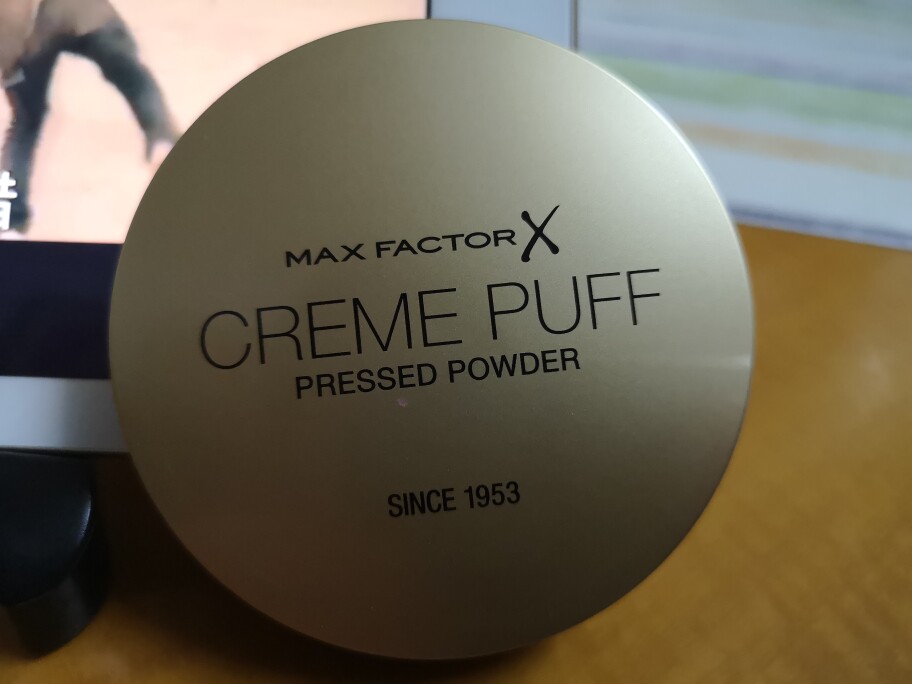 MAX FACTOR X
CREME PUFF
PRESSED POWDER
SINCE 1953